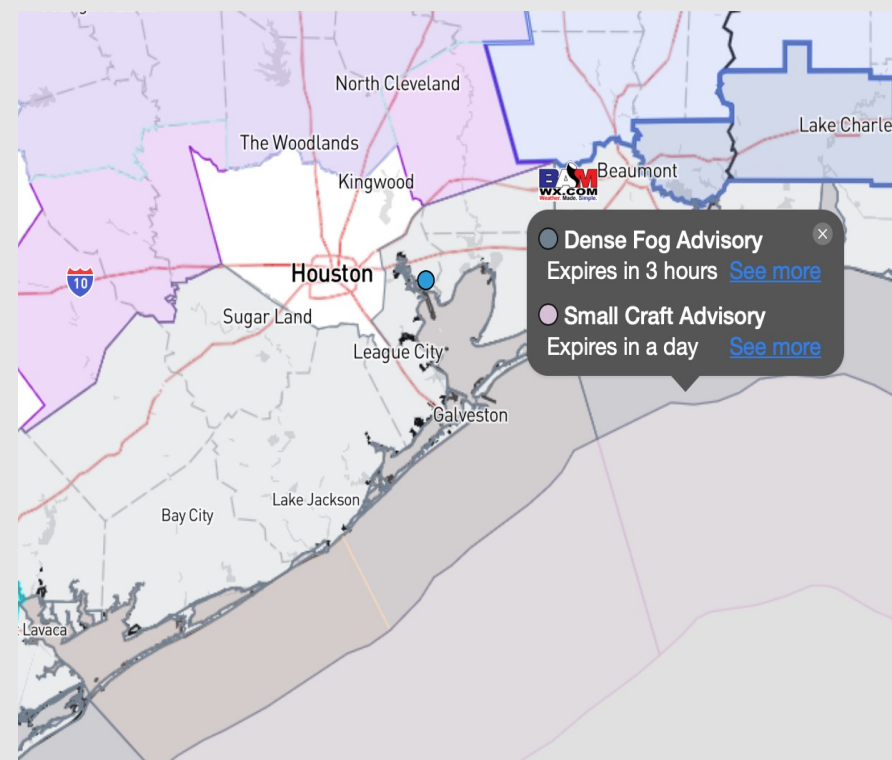 North Cleveland
Lake Charle
The Woodlands
Beaumont
Kingwood
BAM
WX.COM
Weather. Made. Simple.
Dense Fog Advisory
Expires in 3 hours See more
Small Craft Advisory
Expires in a day See more
10
Houston
Sugar Land
League City
Galveston
Lake Jackson
Bay City
Lavaca